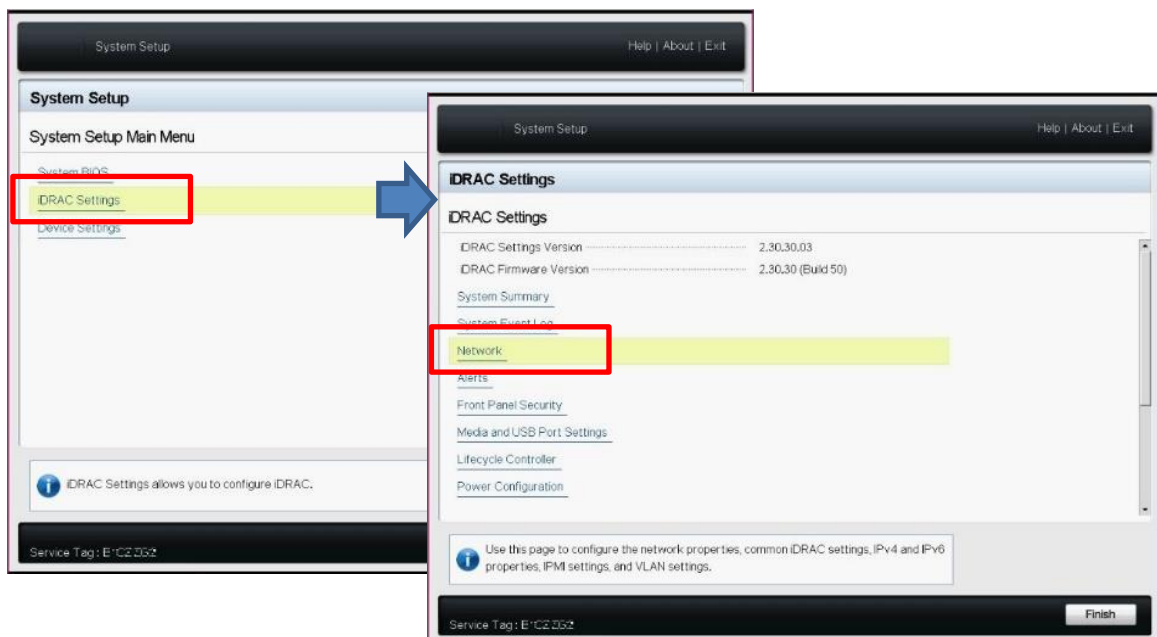 System Setup
Help | About | Exit
System Setup
System Setup Main Menu
System BIOS
iDRAC Settings
Device Settings
iDRAC Settings allows you to configure iDRAC.
Service Tag:
System Setup
Help | About | Exit
iDRAC Settings
iDRAC Settings
iDRAC Settings Version 2.30.30.03
iDRAC Firmware Version 2.30.30 (Build 50)
System Summary
System Event Log
Network
Alerts
Front Panel Security
Media and USB Port Settings
Lifecycle Controller
Power Configuration
Use this page to configure the network properties, common iDRAC settings, IPv4 and IPv6
properties, IPMI settings, and VLAN settings.
Service Tag:
Finish